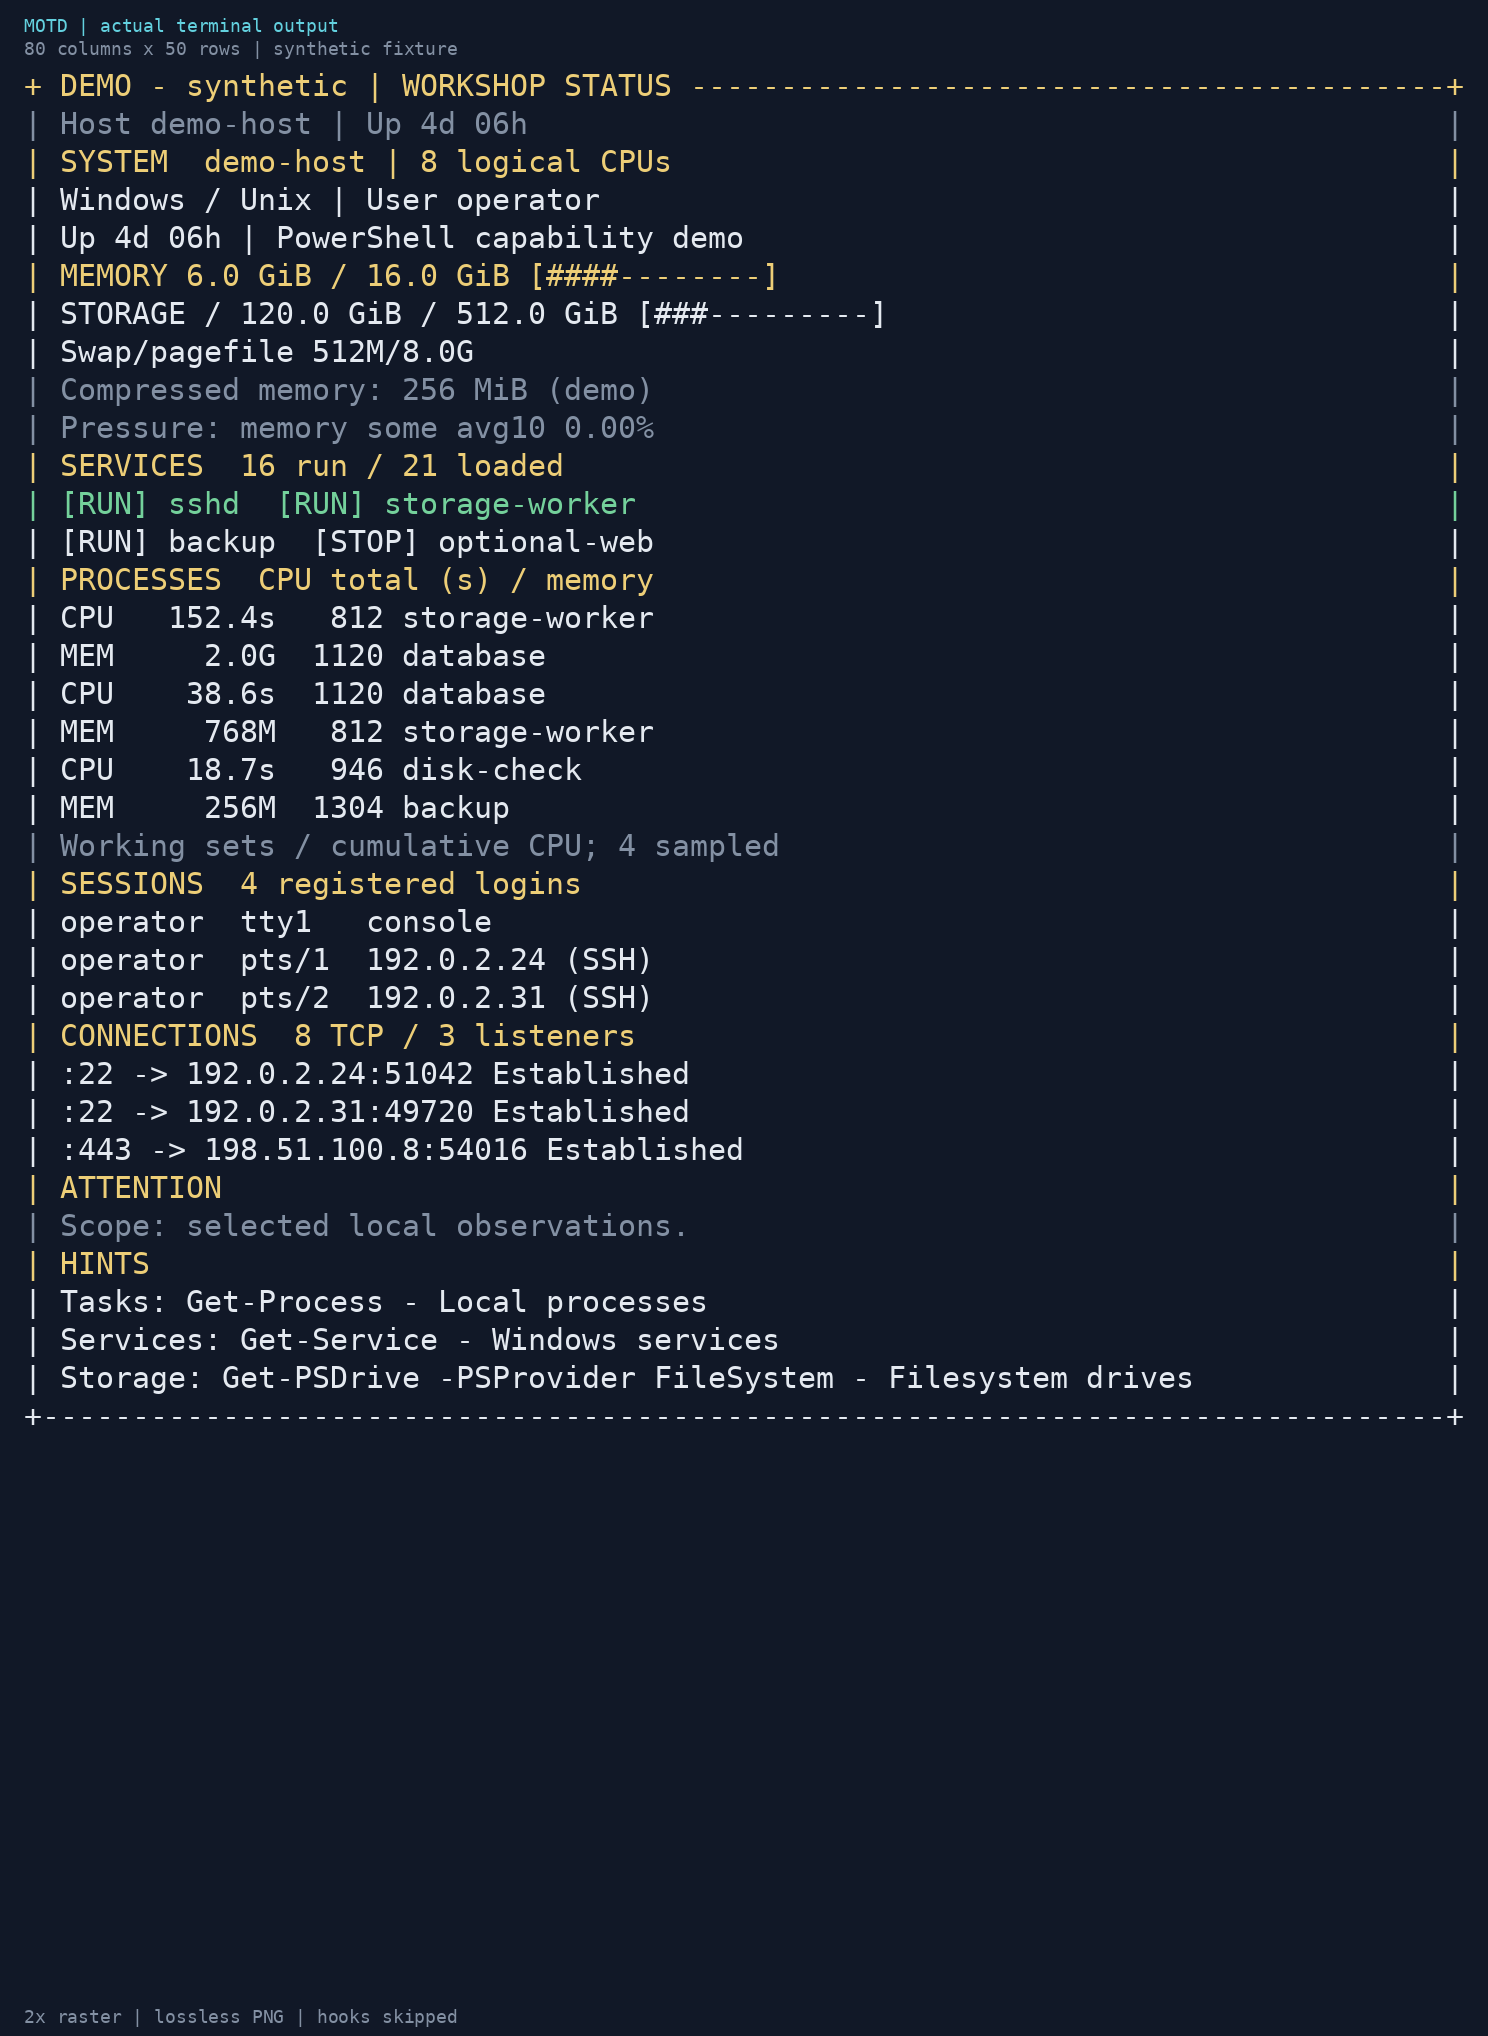 MOTD | actual terminal output
80 columns x 50 rows | synthetic fixture
+ DEMO - synthetic | WORKSHOP STATUS ------------------------------------------+
| Host demo-host | Up 4d 06h                                                   |
| SYSTEM  demo-host | 8 logical CPUs                                           |
| Windows / Unix | User operator                                               |
| Up 4d 06h | PowerShell capability demo                                       |
| MEMORY 6.0 GiB / 16.0 GiB [####--------]                                     |
| STORAGE / 120.0 GiB / 512.0 GiB [###---------]                               |
| Swap/pagefile 512M/8.0G                                                      |
| Compressed memory: 256 MiB (demo)                                            |
| Pressure: memory some avg10 0.00%                                            |
| SERVICES  16 run / 21 loaded                                                 |
| [RUN] sshd  [RUN] storage-worker                                             |
| [RUN] backup  [STOP] optional-web                                            |
| PROCESSES  CPU total (s) / memory                                            |
| CPU   152.4s   812 storage-worker                                            |
| MEM     2.0G  1120 database                                                  |
| CPU    38.6s  1120 database                                                  |
| MEM     768M   812 storage-worker                                            |
| CPU    18.7s   946 disk-check                                                |
| MEM     256M  1304 backup                                                    |
| Working sets / cumulative CPU; 4 sampled                                     |
| SESSIONS  4 registered logins                                                |
| operator  tty1   console                                                     |
| operator  pts/1  192.0.2.24 (SSH)                                            |
| operator  pts/2  192.0.2.31 (SSH)                                            |
| CONNECTIONS  8 TCP / 3 listeners                                             |
| :22 -> 192.0.2.24:51042 Established                                          |
| :22 -> 192.0.2.31:49720 Established                                          |
| :443 -> 198.51.100.8:54016 Established                                       |
| ATTENTION                                                                    |
| Scope: selected local observations.                                          |
| HINTS                                                                        |
| Tasks: Get-Process - Local processes                                         |
| Services: Get-Service - Windows services                                     |
| Storage: Get-PSDrive -PSProvider FileSystem - Filesystem drives              |
+------------------------------------------------------------------------------+
2x raster | lossless PNG | hooks skipped